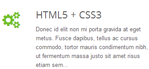 HTML5 + CSS3
Donec id elit non mi porta gravida at eget
metus. Fusce dapibus, tellus ac cursus
commodo, tortor mauris condimentum nibh,
ut fermentum massa justo sit amet risus
etiam sem...